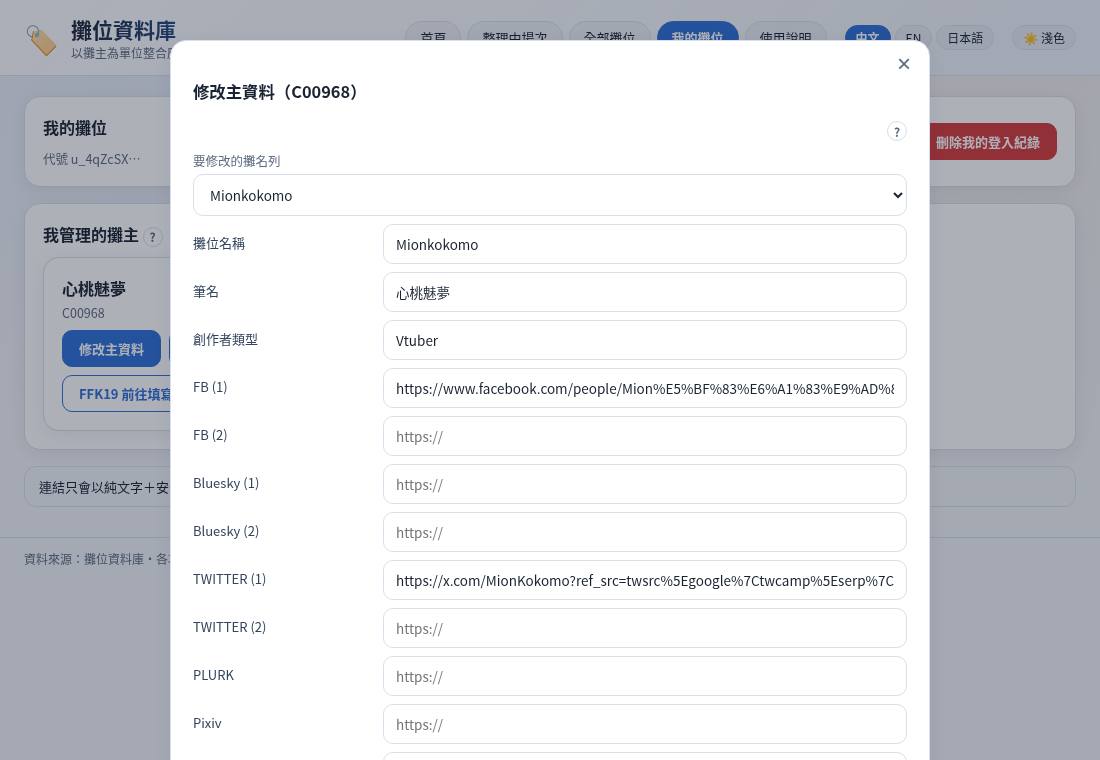 攤位資料庫
以攤主為單位整合
首頁
整理中場次
全部攤位
我的攤位
使用說明
中文
EN
日本語
☀️ 淺色
我的攤位
代號 u_4qZcSX…
刪除我的登入紀錄
我管理的攤主 ?
心桃魅夢
C00968
修改主資料
FFK19 前往填寫
連結只會以純文字＋安
資料來源：攤位資料庫・各
×
修改主資料（C00968）
?
要修改的攤名列
Mionkokomo
攤位名稱
Mionkokomo
筆名
心桃魅夢
創作者類型
Vtuber
FB (1)
https://www.facebook.com/people/Mion%E5%BF%83%E6%A1%83%E9%AD%8
FB (2)
https://
Bluesky (1)
https://
Bluesky (2)
https://
TWITTER (1)
https://x.com/MionKokomo?ref_src=twsrc%5Egoogle%7Ctwcamp%5Eserp%7C
TWITTER (2)
https://
PLURK
https://
Pixiv
https://